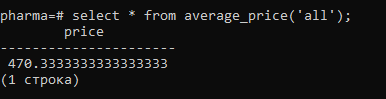 pharma=# select * from average_price('all');
price
----------------------
470.3333333333333333
(1 строка)